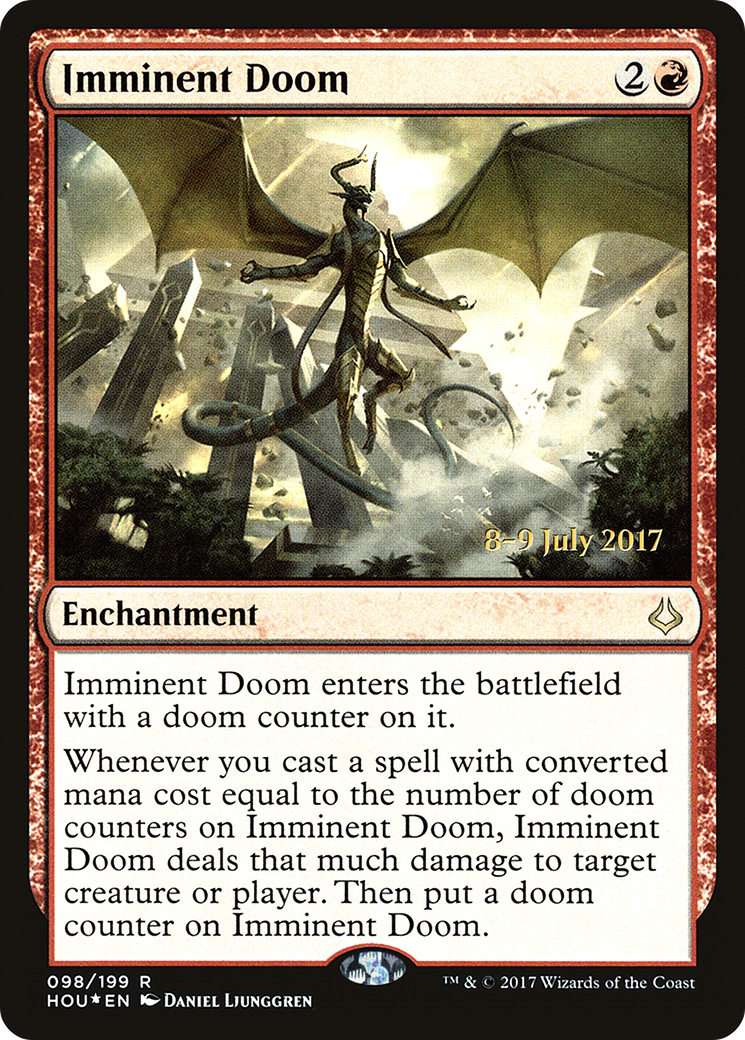 Imminent Doom 2
8–9 July 2017
Enchantment
Imminent Doom enters the battlefield
with a doom counter on it.
Whenever you cast a spell with converted
mana cost equal to the number of doom
counters on Imminent Doom, Imminent
Doom deals that much damage to target
creature or player. Then put a doom
counter on Imminent Doom.
098/199 R
HOU★EN Daniel Ljunggren
™ & © 2017 Wizards of the Coast